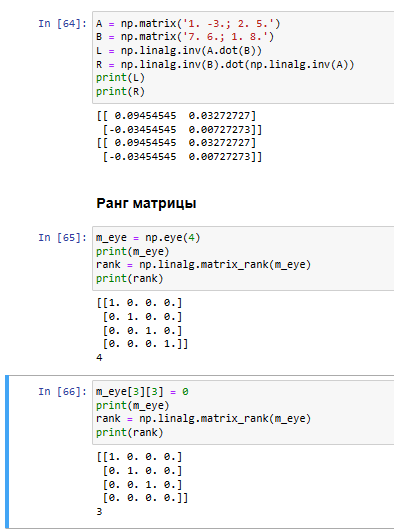 In [64]: A = np.matrix('1. -3.; 2. 5.')
B = np.matrix('7. 6.; 1. 8.')
L = np.linalg.inv(A.dot(B))
R = np.linalg.inv(B).dot(np.linalg.inv(A))
print(L)
print(R)
[[ 0.09454545  0.03272727]
 [-0.03454545  0.00727273]]
[[ 0.09454545  0.03272727]
 [-0.03454545  0.00727273]]
Ранг матрицы
In [65]: m_eye = np.eye(4)
print(m_eye)
rank = np.linalg.matrix_rank(m_eye)
print(rank)
[[1. 0. 0. 0.]
 [0. 1. 0. 0.]
 [0. 0. 1. 0.]
 [0. 0. 0. 1.]]
4
In [66]: m_eye[3][3] = 0
print(m_eye)
rank = np.linalg.matrix_rank(m_eye)
print(rank)
[[1. 0. 0. 0.]
 [0. 1. 0. 0.]
 [0. 0. 1. 0.]
 [0. 0. 0. 0.]]
3